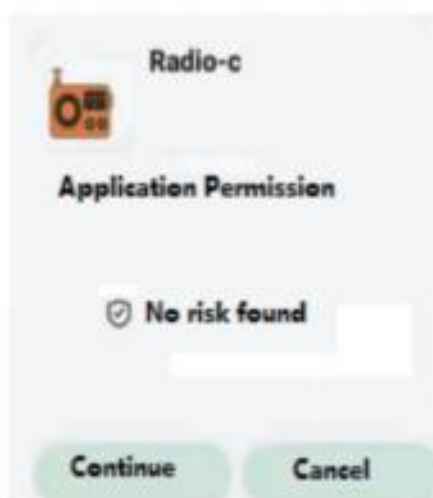 Radio-c
Application Permission
No risk found
Continue
Cancel